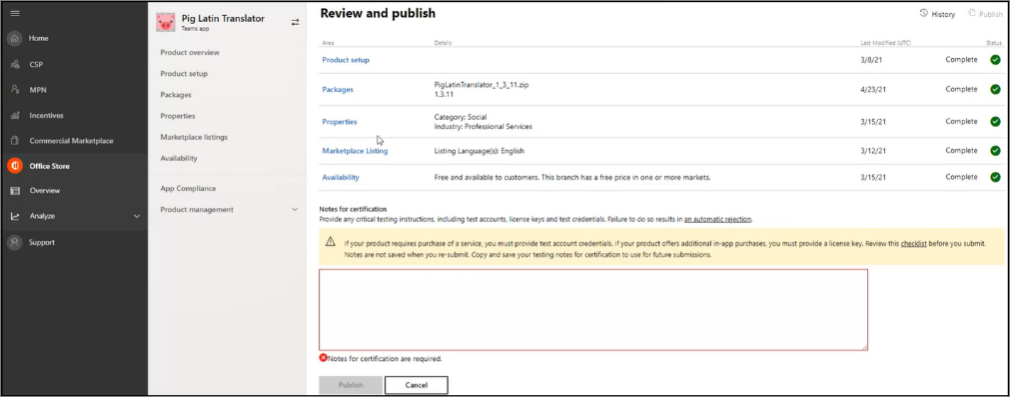 Home
CSP
MPN
Incentives
Commercial Marketplace
Office Store
Overview
Analyze
Support
Pig Latin Translator
Teams app
Product overview
Product setup
Packages
Properties
Marketplace listings
Availability
App Compliance
Product management
Review and publish
History
Publish
Area Details Last Modified (UTC) Status
Product setup 3/8/21 Complete
Packages PigLatinTranslator_1_3_11.zip 4/23/21 Complete
1.3.11
Properties Category: Social 3/15/21 Complete
Industry: Professional Services
Marketplace Listing Listing Language(s): English 3/12/21 Complete
Availability Free and available to customers. This branch has a free price in one or more markets. 3/15/21 Complete
Notes for certification
Provide any critical testing instructions, including test accounts, license keys and test credentials. Failure to do so results in an automatic rejection.
If your product requires purchase of a service, you must provide test account credentials. if your product offers additional in-app purchases, you must provide a license key. Review this checklist before you submit.
Notes are not saved when you re-submit. Copy and save your testing notes for certification to use for future submissions.
Notes for certification are required.
Publish
Cancel